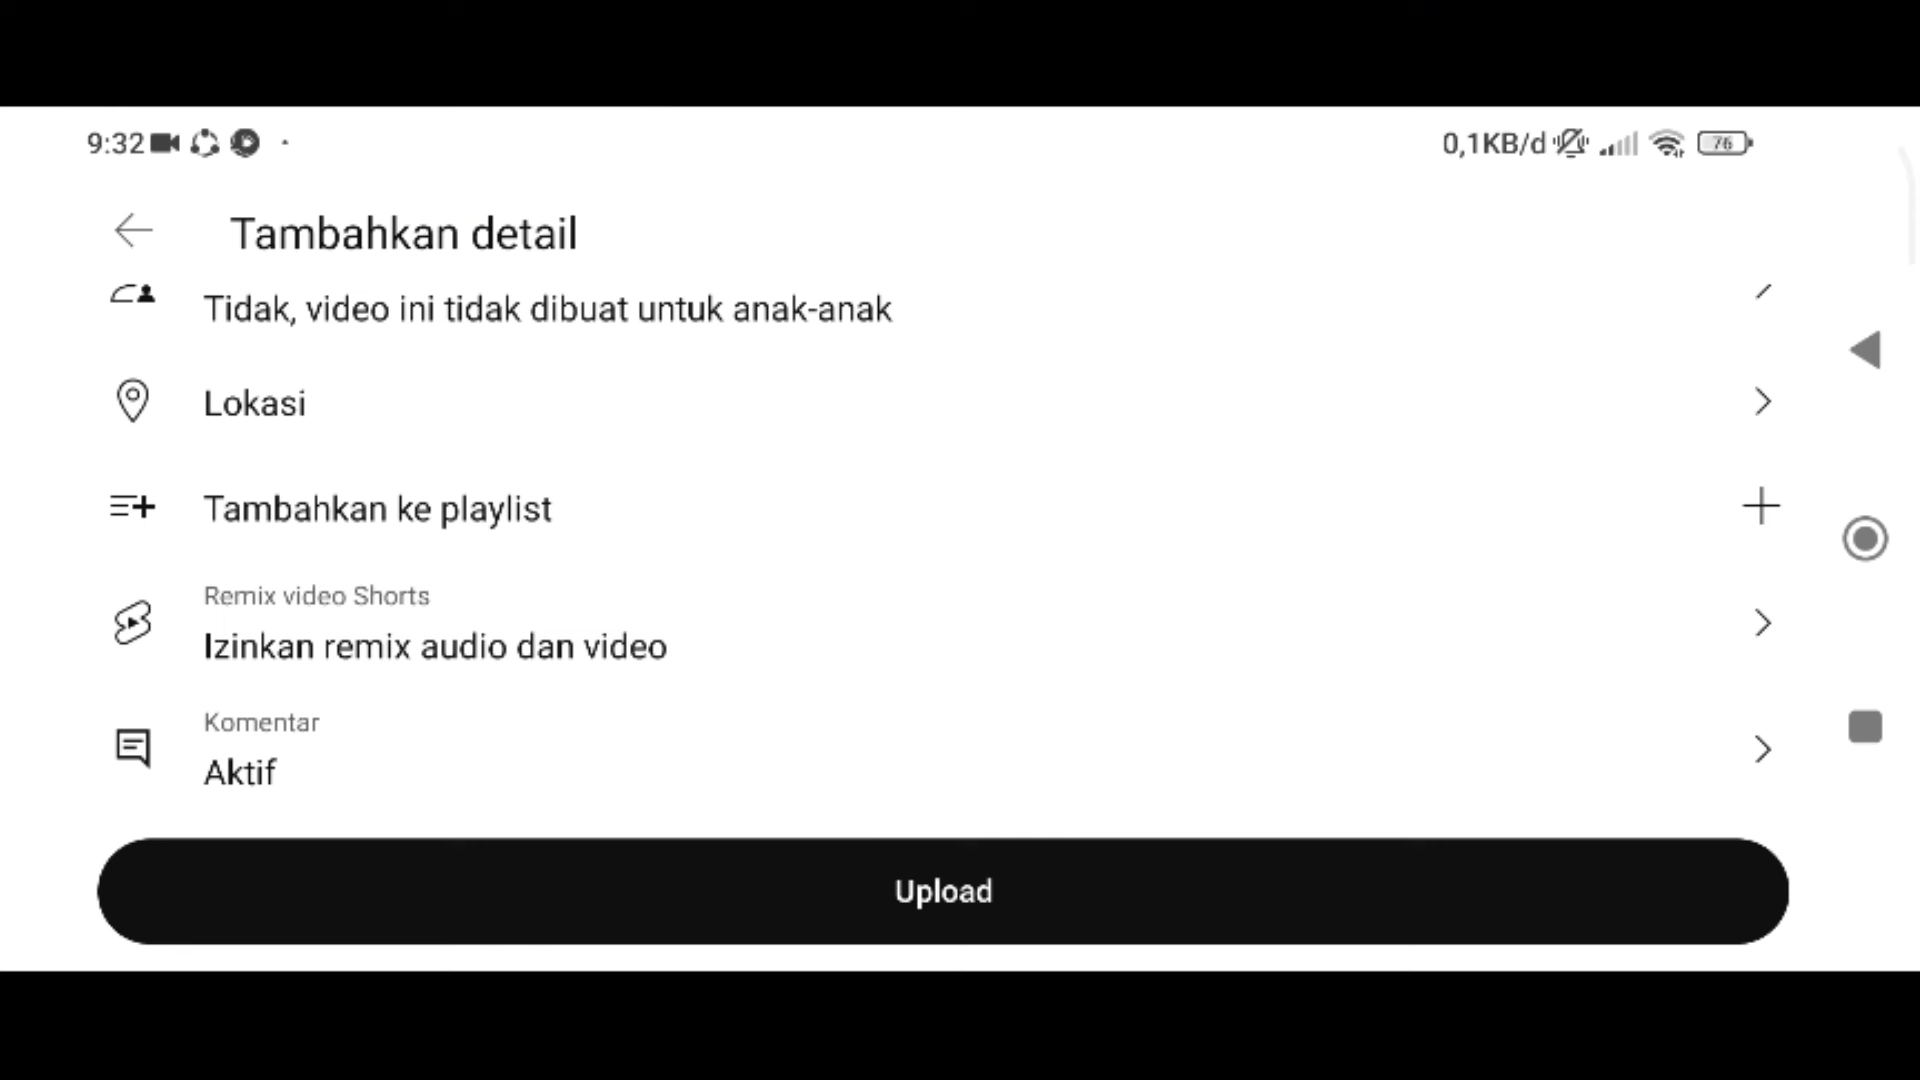 9:32 0,1KB/d 76
Tambahkan detail
Tidak, video ini tidak dibuat untuk anak-anak
Lokasi
Tambahkan ke playlist
Remix video Shorts
Izinkan remix audio dan video
Komentar
Aktif
Upload